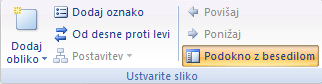 Dodaj obliko
Dodaj oznako
Od desne proti levi
Postavitev
Povišaj
Ponižaj
Podokno z besedilom
Ustvarite sliko